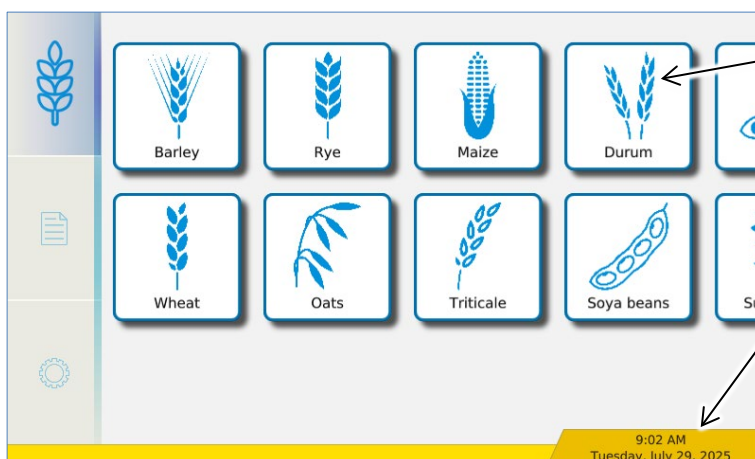 Barley
Rye
Maize
Durum
Wheat
Oats
Triticale
Soya beans
9:02 AM
Tuesday, July 29, 2025